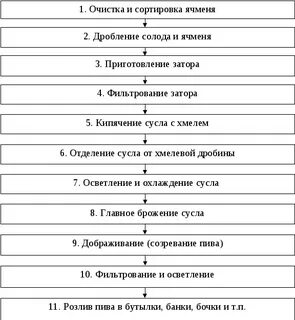 1. Очистка и сортировка ячменя
2. Дробление солода и ячменя
3. Приготовление затора
4. Фильтрование затора
5. Кипячение сусла с хмелем
6. Отделение сусла от хмелевой дробины
7. Осветление и охлаждение сусла
8. Главное брожение сусла
9. Дображивание (созревание пива)
10. Фильтрование и осветление
11. Розлив пива в бутылки, банки, бочки и т.п.